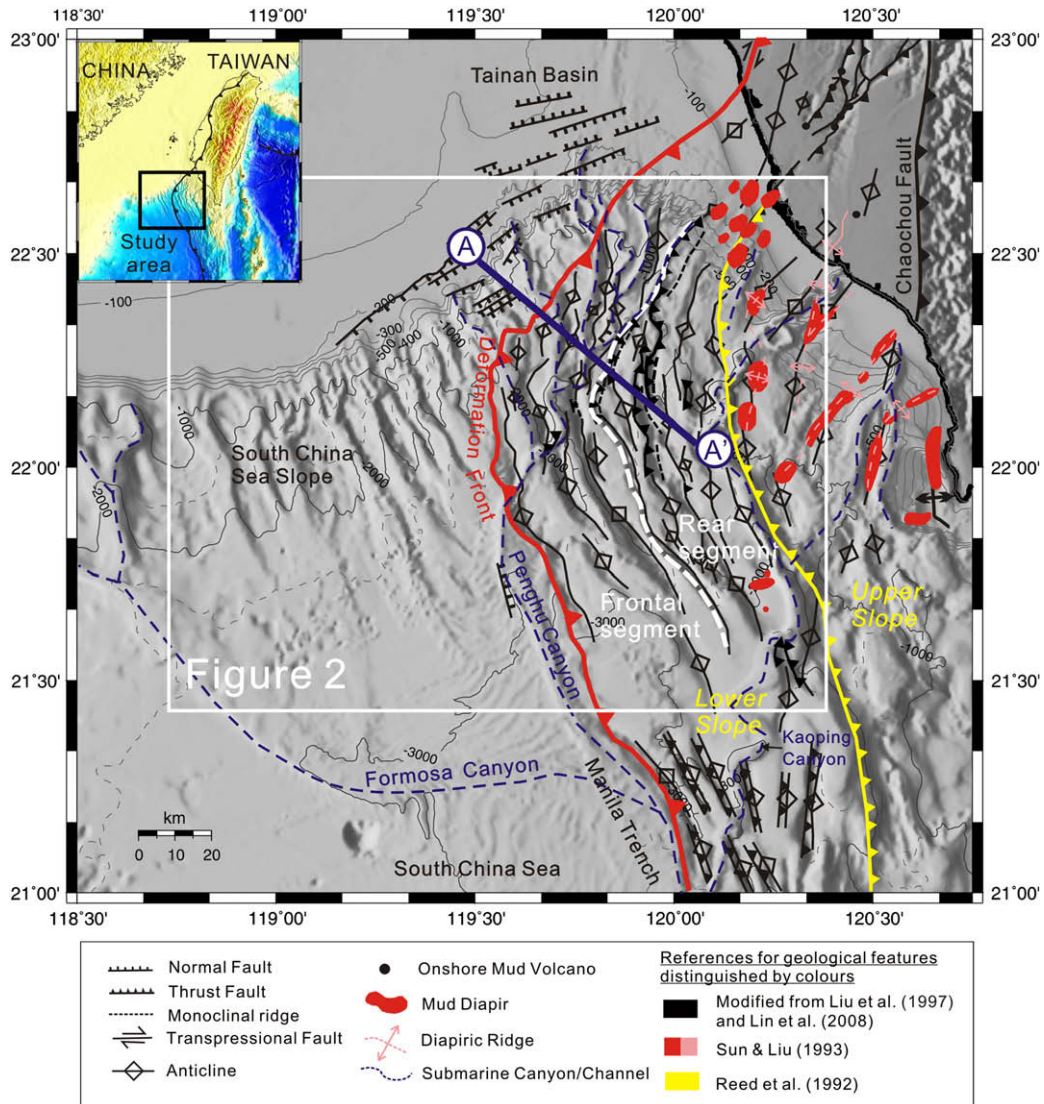 118°30'
119°00'
119°30'
120°00'
120°30'
23°00'
23°00'
CHINA
TAIWAN
Study
area
Tainan Basin
-100
Chaochou Fault
22°30'
22°30'
-100
A
-200
-300
-400
-500
-1000
-1000
Deformation Front
-1000
South China
Sea Slope
-2000
-2000
22°00'
22°00'
A'
Rear
segment
Frontal
segment
-3000
Penghu Canyon
Upper
Slope
-1000
Figure 2
21°30'
21°30'
Lower
Slope
Kaoping
Canyon
-3000
Formosa Canyon
Manila Trench
km
0 10 20
South China Sea
21°00'
21°00'
118°30'
119°00'
119°30'
120°00'
120°30'
Normal Fault
Thrust Fault
Monoclinal ridge
Transpressional Fault
Anticline
Onshore Mud Volcano
Mud Diapir
Diapiric Ridge
Submarine Canyon/Channel
References for geological features
distinguished by colours
Modified from Liu et al. (1997)
and Lin et al. (2008)
Sun & Liu (1993)
Reed et al. (1992)